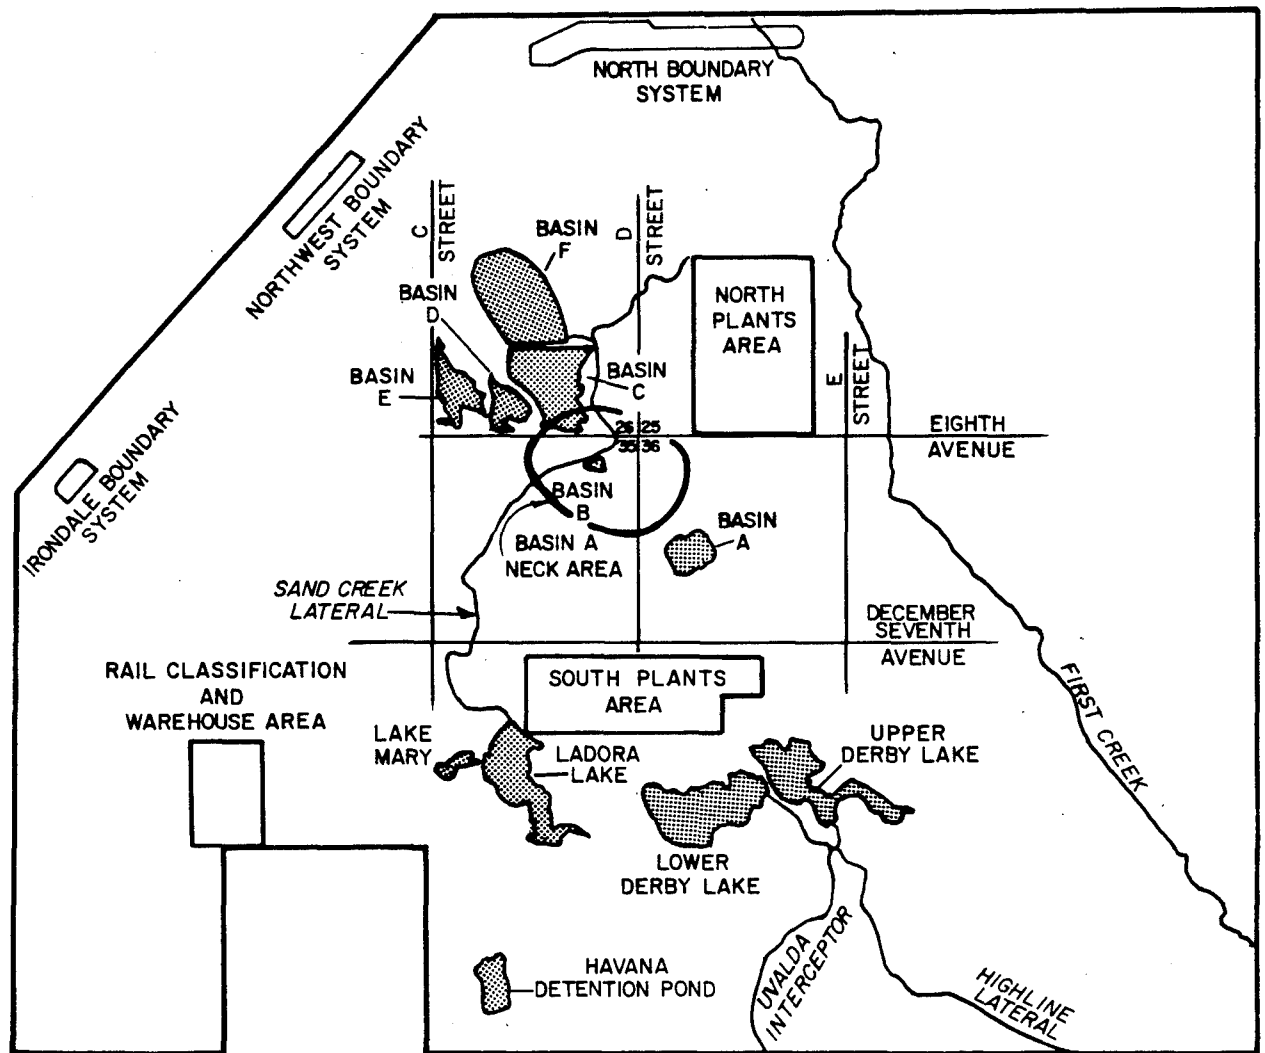 NORTH BOUNDARY
SYSTEM
NORTHWEST BOUNDARY
SYSTEM
C
STREET
BASIN
F
D
STREET
BASIN
D
NORTH
PLANTS
AREA
BASIN
E
BASIN
C
E
STREET
26 25
35 36
EIGHTH
AVENUE
IRONDALE BOUNDARY
SYSTEM
BASIN
B
BASIN
A
BASIN A
NECK AREA
SAND CREEK
LATERAL
DECEMBER
SEVENTH
AVENUE
RAIL CLASSIFICATION
AND
WAREHOUSE AREA
SOUTH PLANTS
AREA
FIRST CREEK
LAKE
MARY
LADORA
LAKE
UPPER
DERBY LAKE
LOWER
DERBY LAKE
HAVANA
DETENTION POND
UVALDA
INTERCEPTOR
HIGHLINE
LATERAL